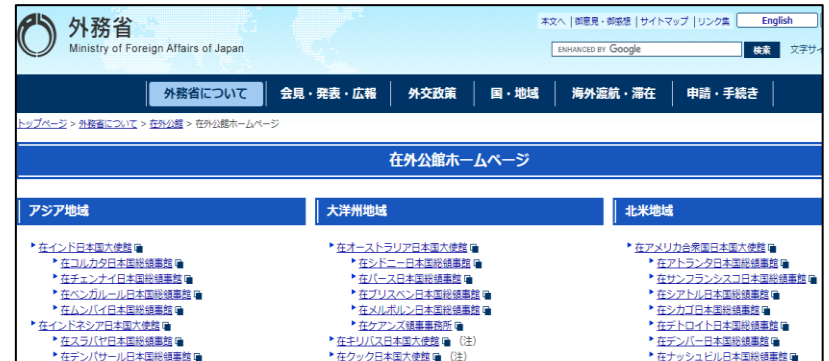 外務省
Ministry of Foreign Affairs of Japan
本文へ | 御意見・御感想 | サイトマップ | リンク集 English
ENHANCED BY Google 検索 文字サイ
外務省について 会見・発表・広報 外交政策 国・地域 海外渡航・滞在 申請・手続き
トップページ > 外務省について > 在外公館 > 在外公館ホームページ
在外公館ホームページ
アジア地域
在インド日本国大使館
在コルカタ日本国総領事館
在チェンナイ日本国総領事館
在ベンガルール日本国総領事館
在ムンバイ日本国総領事館
在インドネシア日本国大使館
在スラバヤ日本国総領事館
在デンパサール日本国総領事館
大洋州地域
在オーストラリア日本国大使館
在シドニー日本国総領事館
在パース日本国総領事館
在ブリスベン日本国総領事館
在メルボルン日本国総領事館
在ケアンズ領事事務所
在キリバス日本国大使館 (注)
在クック日本国大使館 (注)
北米地域
在アメリカ合衆国日本国大使館
在アトランタ日本国総領事館
在サンフランシスコ日本国総領事館
在シアトル日本国総領事館
在シカゴ日本国総領事館
在デトロイト日本国総領事館
在デンバー日本国総領事館
在ナッシュビル日本国総領事館